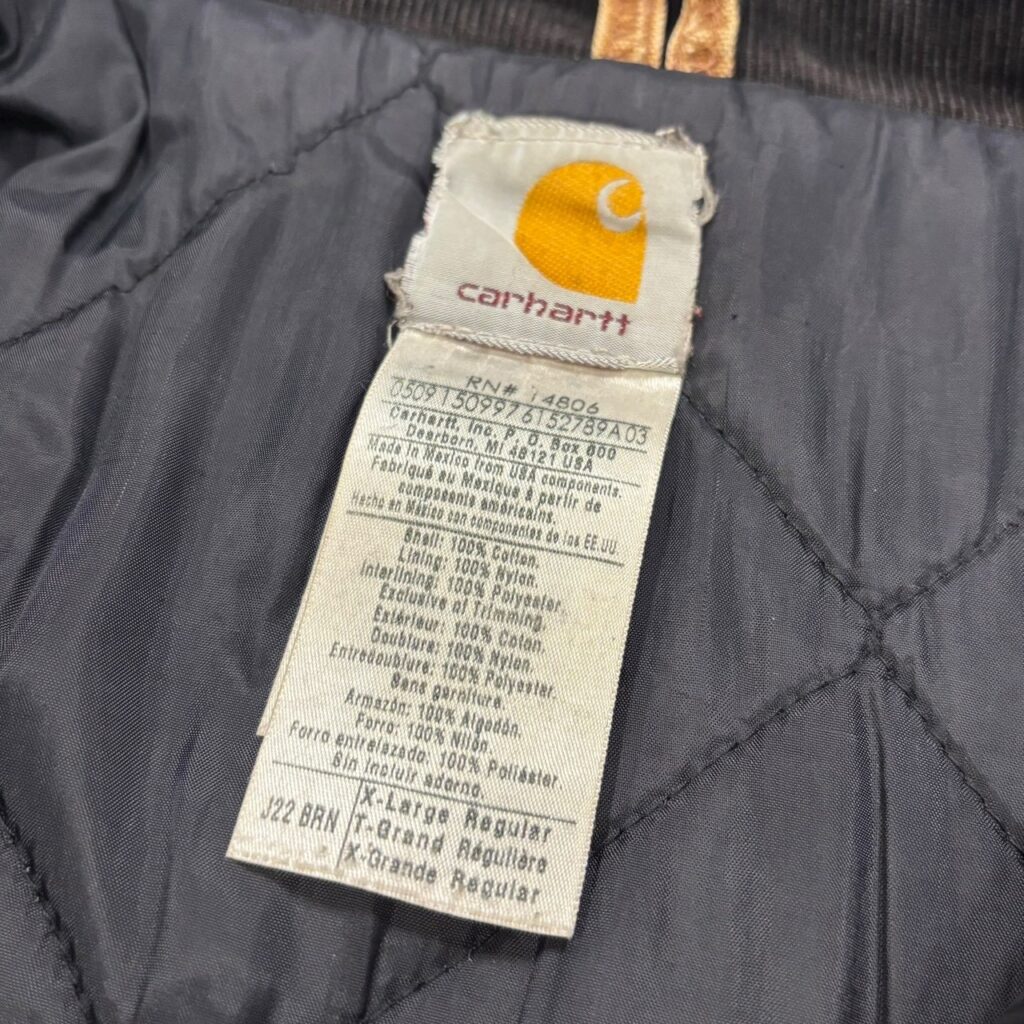 carhartt
RN# 14806
05091509976152789A03
Carhartt, Inc. P.O. Box 600
Dearborn, MI 48121 USA
Made in Mexico from USA components.
Fabriqué au Mexique à partir de
composants américains.
Hecho en México con componentes de los EE.UU.
Shell: 100% Cotton.
Lining: 100% Nylon.
Interlining: 100% Polyester.
Exclusive of Trimming.
Extérieur: 100% Coton.
Doublure: 100% Nylon.
Entredoublure: 100% Polyester.
Sans garniture.
Armazón: 100% Algodón.
Forro: 100% Nilón.
Forro entrelazado: 100% Poliéster.
Sin incluir adorno.
J22 BRN
X-Large Regular
T-Grand Régulière
X-Grande Regular